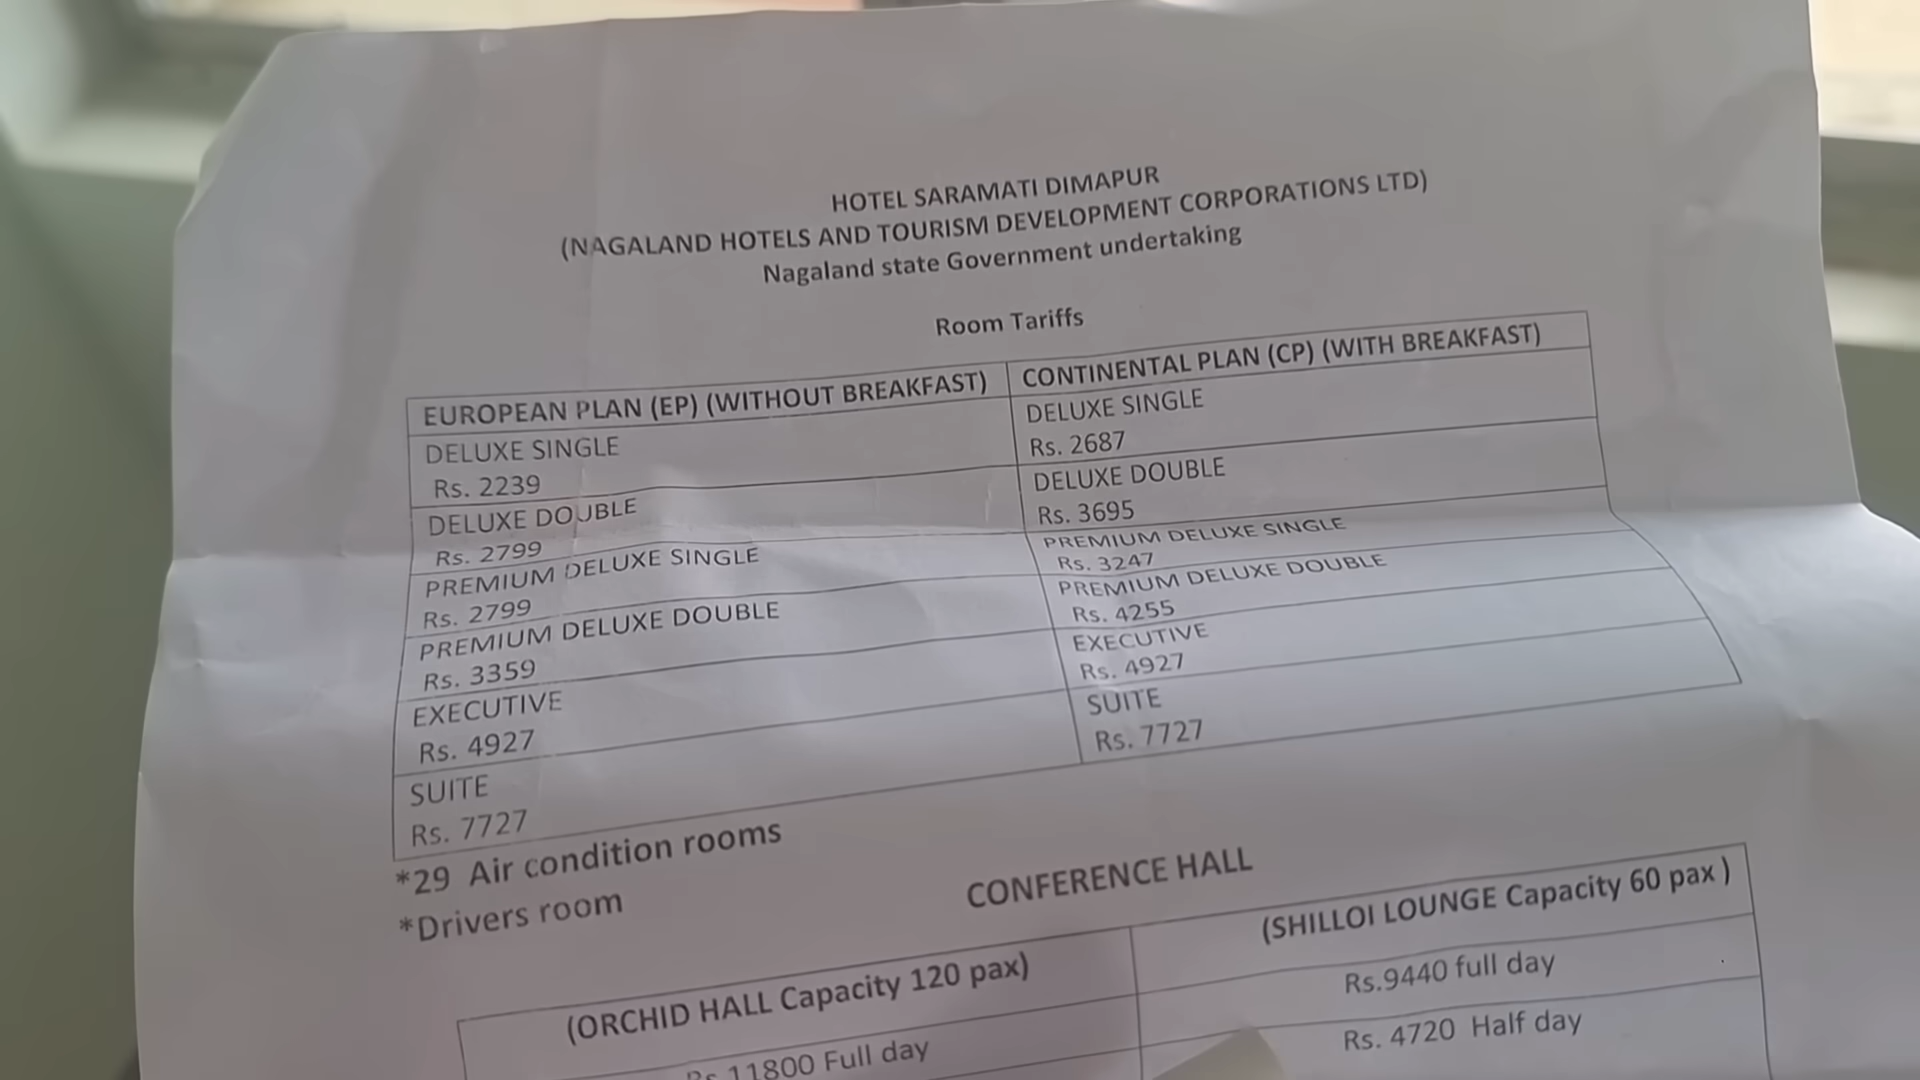 HOTEL SARAMATI DIMAPUR
(NAGALAND HOTELS AND TOURISM DEVELOPMENT CORPORATIONS LTD)
Nagaland state Government undertaking
Room Tariffs
EUROPEAN PLAN (EP) (WITHOUT BREAKFAST)
CONTINENTAL PLAN (CP) (WITH BREAKFAST)
DELUXE SINGLE
Rs. 2239
DELUXE SINGLE
Rs. 2687
DELUXE DOUBLE
Rs. 2799
DELUXE DOUBLE
Rs. 3695
PREMIUM DELUXE SINGLE
Rs. 2799
PREMIUM DELUXE SINGLE
Rs. 3247
PREMIUM DELUXE DOUBLE
Rs. 3359
PREMIUM DELUXE DOUBLE
Rs. 4255
EXECUTIVE
Rs. 4927
EXECUTIVE
Rs. 4927
SUITE
Rs. 7727
SUITE
Rs. 7727
*29 Air condition rooms
*Drivers room
CONFERENCE HALL
(ORCHID HALL Capacity 120 pax)
(SHILLOI LOUNGE Capacity 60 pax )
Rs 11800 Full day
Rs.9440 full day
Rs. 4720 Half day